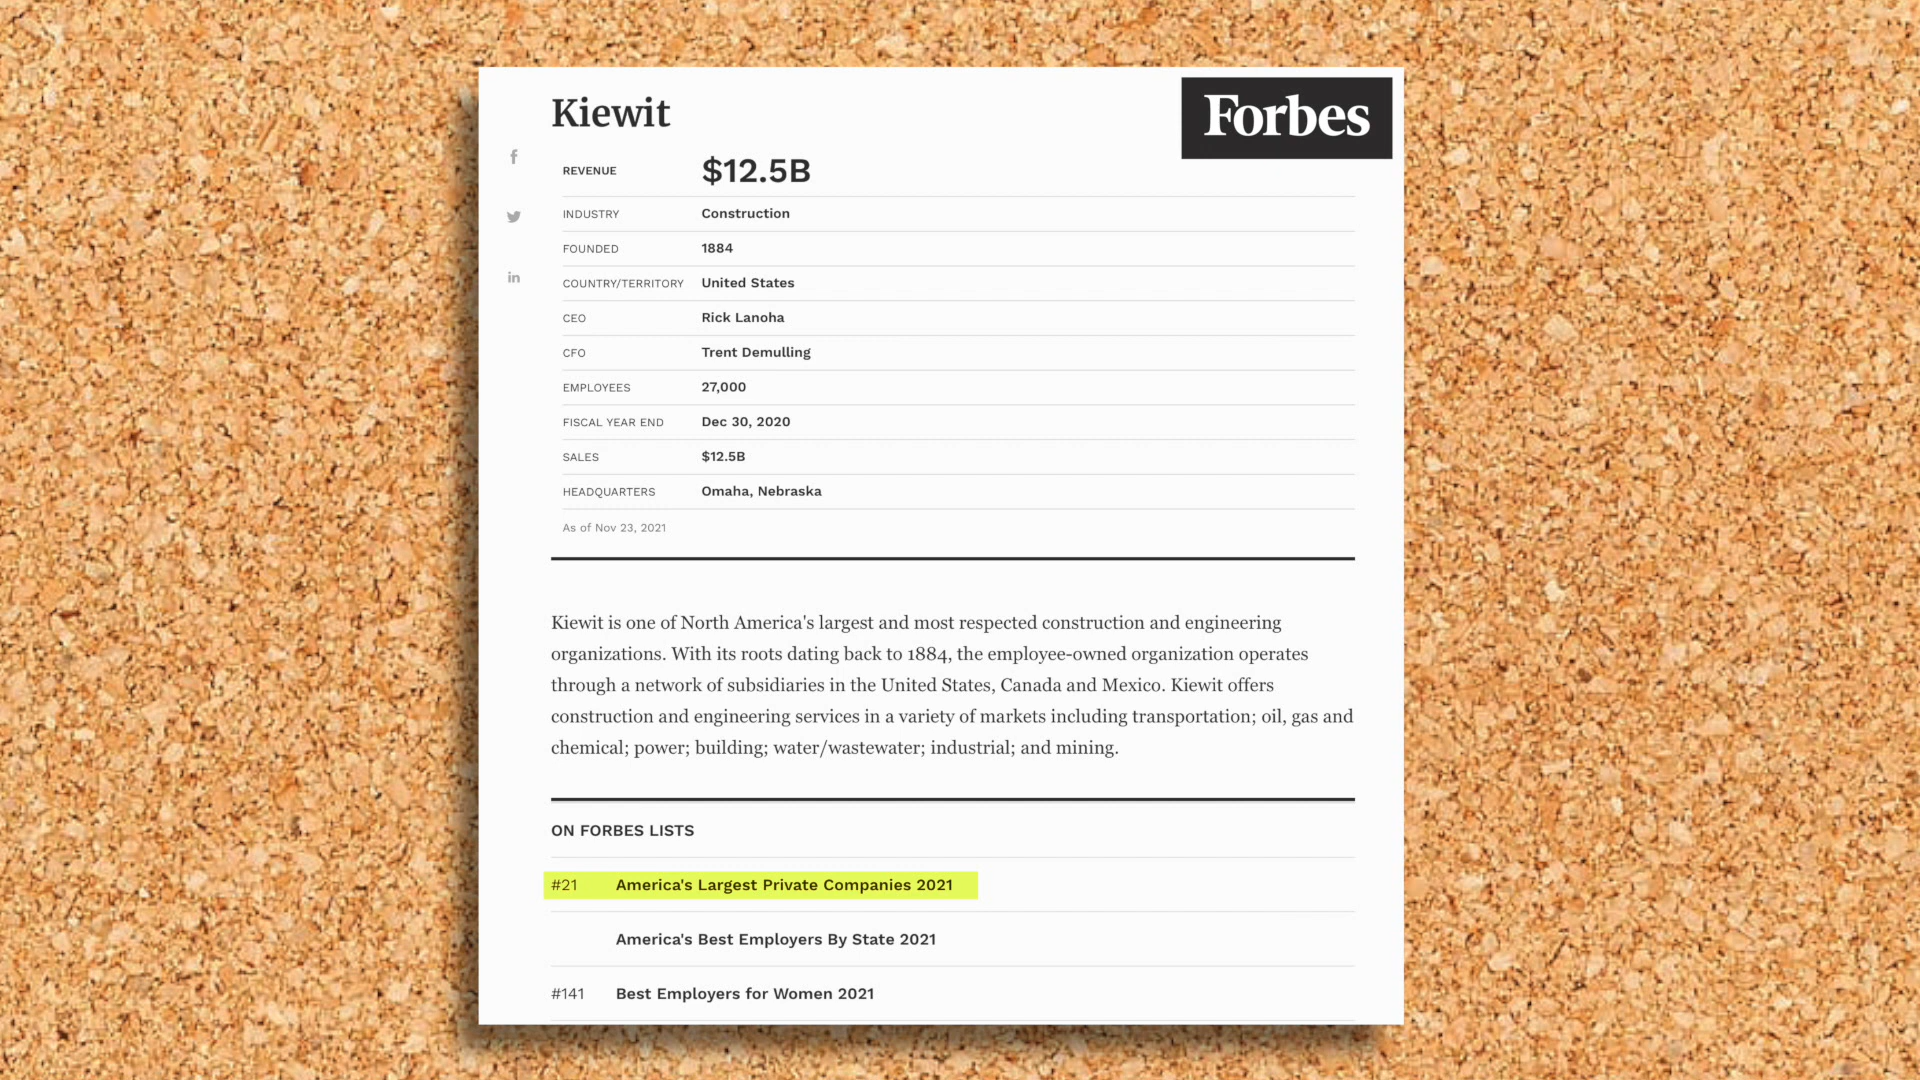 Kiewit
Forbes
REVENUE $12.5B
INDUSTRY Construction
FOUNDED 1884
COUNTRY/TERRITORY United States
CEO Rick Lanoha
CFO Trent Demulling
EMPLOYEES 27,000
FISCAL YEAR END Dec 30, 2020
SALES $12.5B
HEADQUARTERS Omaha, Nebraska
As of Nov 23, 2021
Kiewit is one of North America's largest and most respected construction and engineering
organizations. With its roots dating back to 1884, the employee-owned organization operates
through a network of subsidiaries in the United States, Canada and Mexico. Kiewit offers
construction and engineering services in a variety of markets including transportation; oil, gas and
chemical; power; building; water/wastewater; industrial; and mining.
ON FORBES LISTS
#21 America's Largest Private Companies 2021
America's Best Employers By State 2021
#141 Best Employers for Women 2021